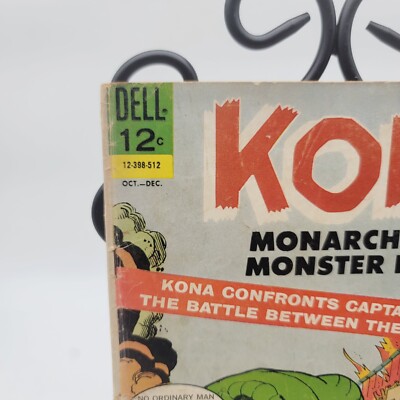 DELL
12c
12-398-512
OCT.—DEC.
KO
MONARCH
MONSTER
KONA CONFRONTS CAPTA
THE BATTLE BETWEEN THE
NO ORDINARY MAN